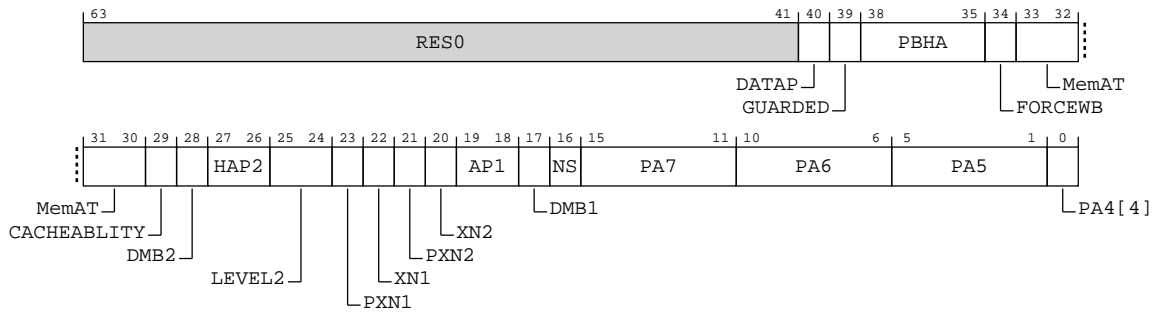 63 41 40 39 38 35 34 33 32
RES0 PBHA
DATAP MemAT
GUARDED FORCEWB
31 30 29 28 27 26 25 24 23 22 21 20 19 18 17 16 15 11 10 6 5 1 0
HAP2 AP1 NS PA7 PA6 PA5
MemAT DMB1 PA4[4]
CACHEABLITY XN2
DMB2 PXN2
LEVEL2 XN1
PXN1